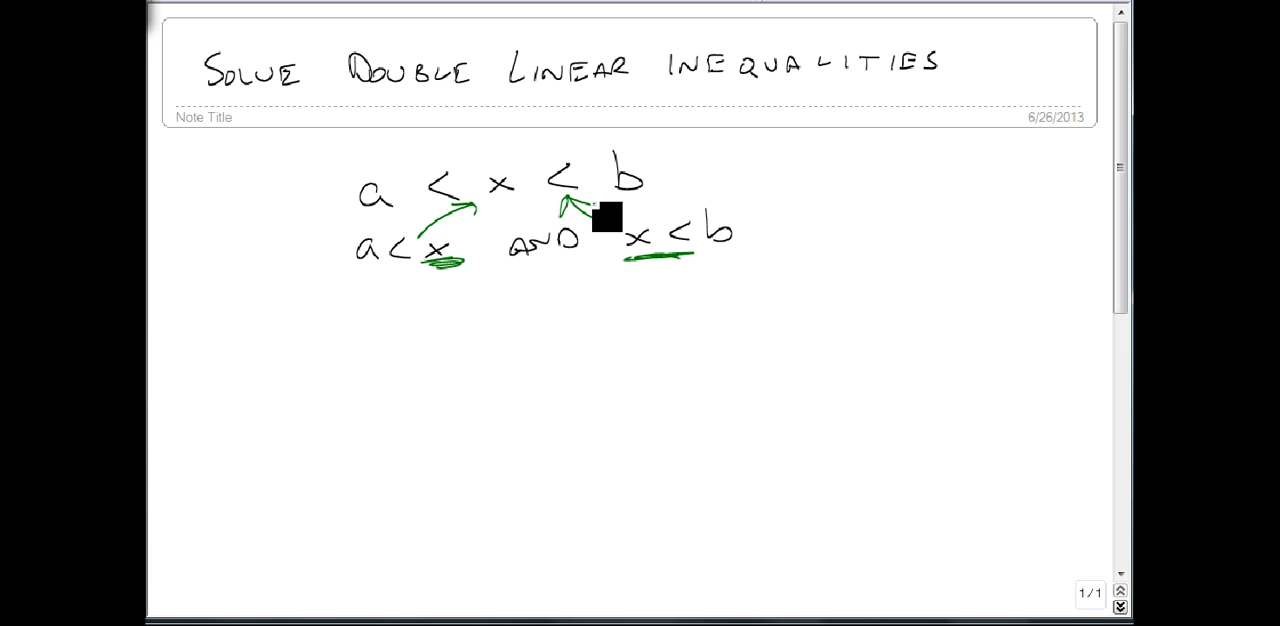 SOLVE DOUBLE LINEAR INEQUALITIES
Note Title 6/26/2013
a < x < b
a < x AND x < b
1/1